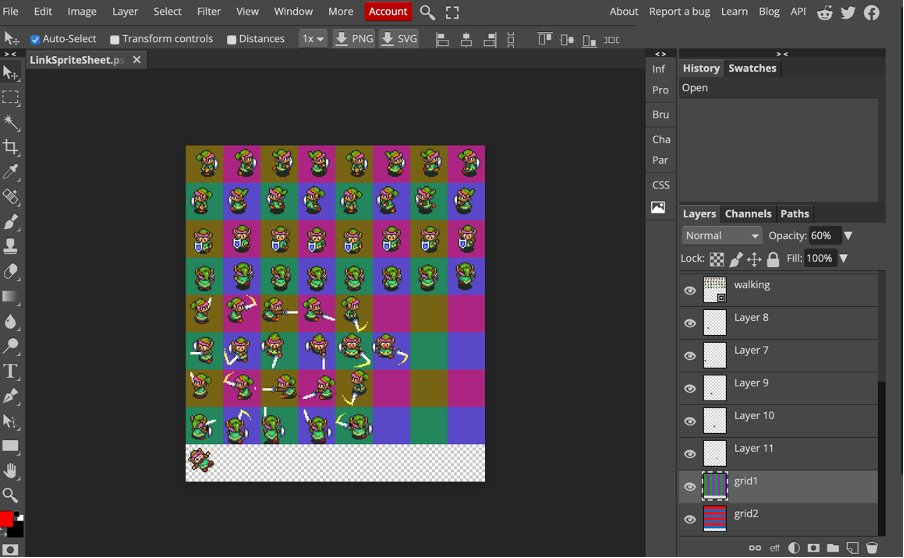 File Edit Image Layer Select Filter View Window More Account About Report a bug Learn Blog API
Auto-Select Transform controls Distances 1x PNG SVG
> < < > > <
LinkSpriteSheet.ps
Inf
Pro
Bru
Cha
Par
CSS
History Swatches
Open
Layers Channels Paths
Normal Opacity: 60%
Lock: Fill: 100%
walking
Layer 8
Layer 7
Layer 9
Layer 10
Layer 11
grid1
grid2
eff